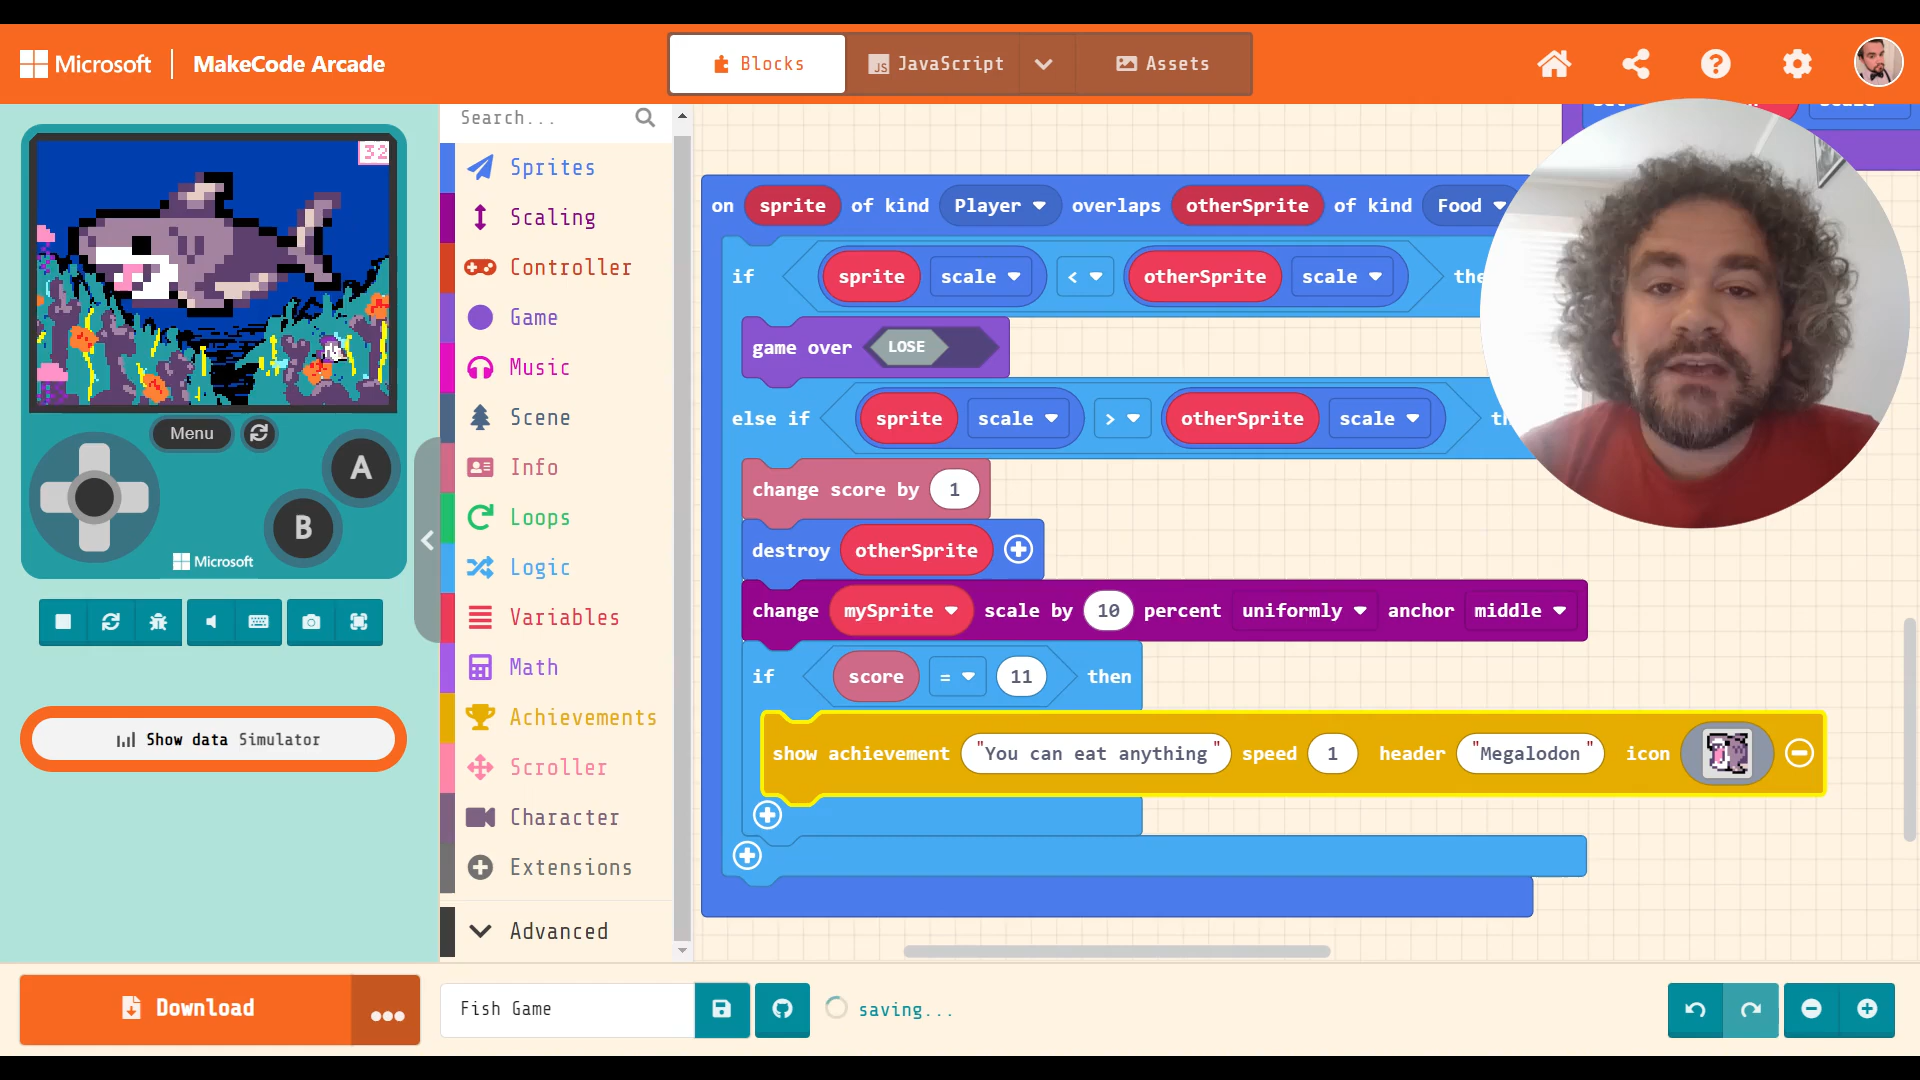 Microsoft | MakeCode Arcade
Blocks
JS JavaScript
Assets
32
Menu
A
B
Microsoft
Show data Simulator
Search...
Sprites
Scaling
Controller
Game
Music
Scene
Info
Loops
Logic
Variables
Math
Achievements
Scroller
Character
Extensions
Advanced
on sprite of kind Player overlaps otherSprite of kind Food
if sprite scale < otherSprite scale
game over LOSE
else if sprite scale > otherSprite scale
change score by 1
destroy otherSprite
change mySprite scale by 10 percent uniformly anchor middle
if score = 11 then
show achievement "You can eat anything" speed 1 header "Megalodon" icon
Download
Fish Game
saving...